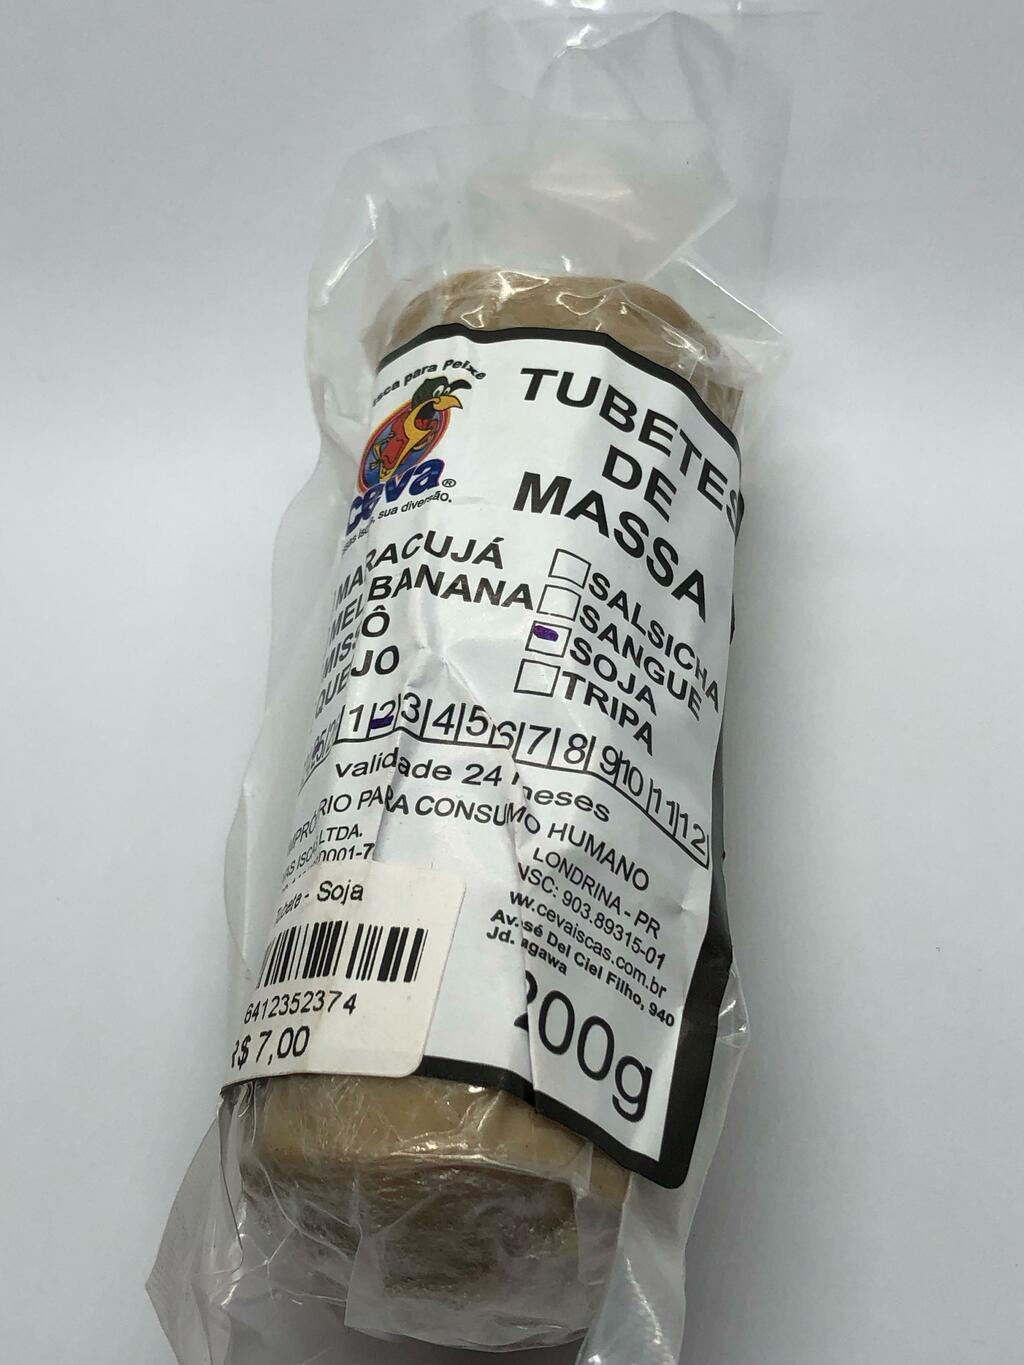 Isca para Peixe
ceva®
sua diversão.
TUBETES
DE
MASSA
MARACUJÁ
MEL BANANA
MISSÔ
QUEIJO
SALSICHA
SANGUE
SOJA
TRIPA
1 2 3 4 5 6 7 8 9 10 11 12
validade 24 meses
IMPRÓPRIO PARA CONSUMO HUMANO
LTDA.
LONDRINA - PR
INSC: 903.89315-01
www.cevaiscas.com.br
Av. José Del Ciel Filho, 940
Jd.
200g
Tubete - Soja
6412352374
R$ 7,00